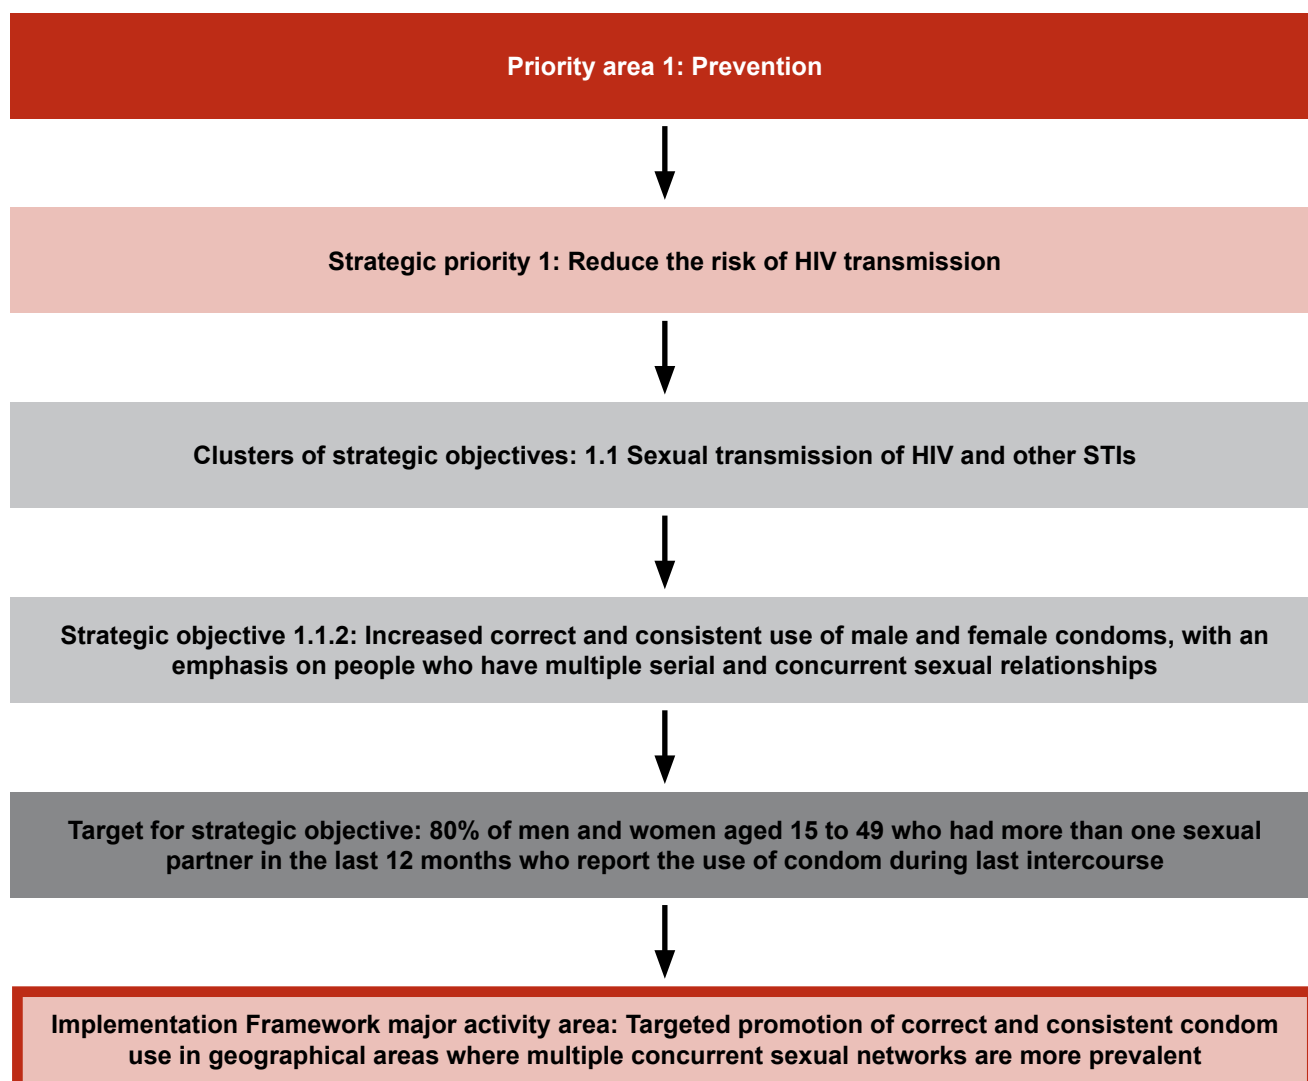 Priority area 1: Prevention
Strategic priority 1: Reduce the risk of HIV transmission
Clusters of strategic objectives: 1.1 Sexual transmission of HIV and other STIs
Strategic objective 1.1.2: Increased correct and consistent use of male and female condoms, with an
emphasis on people who have multiple serial and concurrent sexual relationships
Target for strategic objective: 80% of men and women aged 15 to 49 who had more than one sexual
partner in the last 12 months who report the use of condom during last intercourse
Implementation Framework major activity area: Targeted promotion of correct and consistent condom
use in geographical areas where multiple concurrent sexual networks are more prevalent